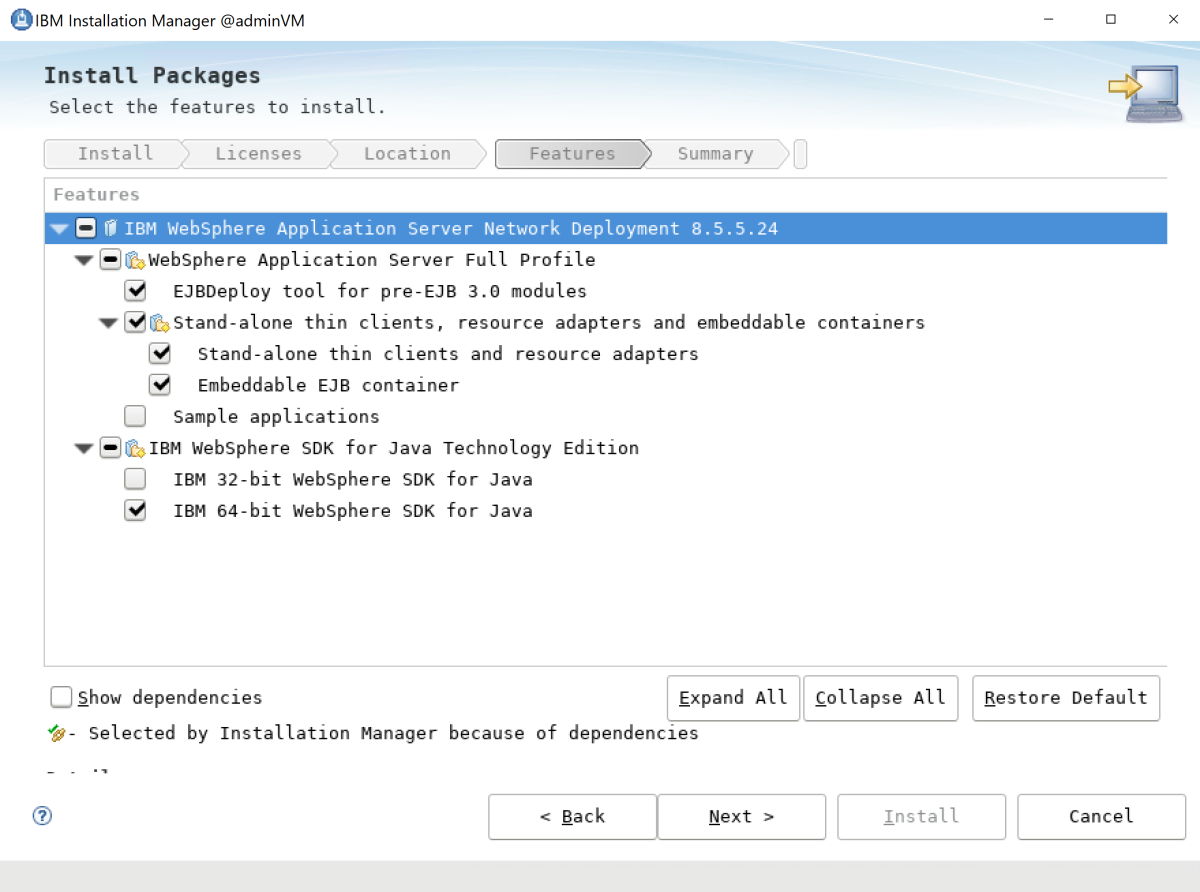 IBM Installation Manager @adminVM
Install Packages
Select the features to install.
Install Licenses Location Features Summary
Features
IBM WebSphere Application Server Network Deployment 8.5.5.24
WebSphere Application Server Full Profile
EJBDeploy tool for pre-EJB 3.0 modules
Stand-alone thin clients, resource adapters and embeddable containers
Stand-alone thin clients and resource adapters
Embeddable EJB container
Sample applications
IBM WebSphere SDK for Java Technology Edition
IBM 32-bit WebSphere SDK for Java
IBM 64-bit WebSphere SDK for Java
Show dependencies Expand All Collapse All Restore Default
- Selected by Installation Manager because of dependencies
? < Back Next > Install Cancel